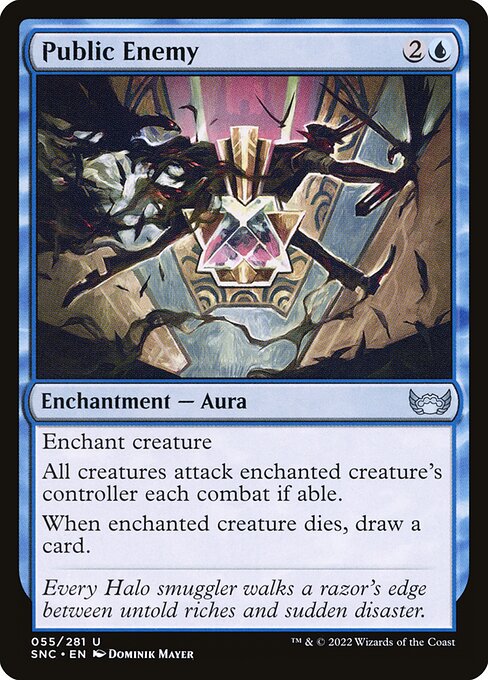 Public Enemy 2
Enchantment — Aura
Enchant creature
All creatures attack enchanted creature's
controller each combat if able.
When enchanted creature dies, draw a
card.
Every Halo smuggler walks a razor's edge
between untold riches and sudden disaster.
055/281 U
SNC • EN Dominik Mayer
™ & © 2022 Wizards of the Coast